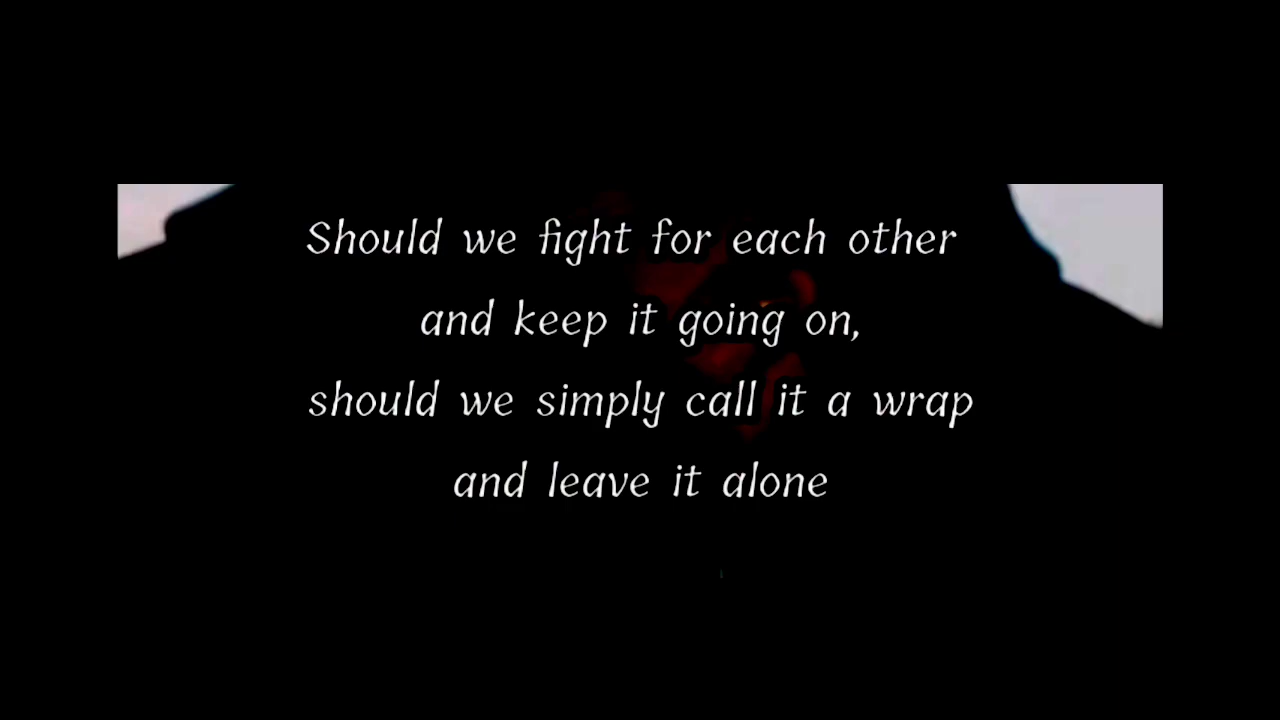 Should we fight for each other
and keep it going on,
should we simply call it a wrap
and leave it alone